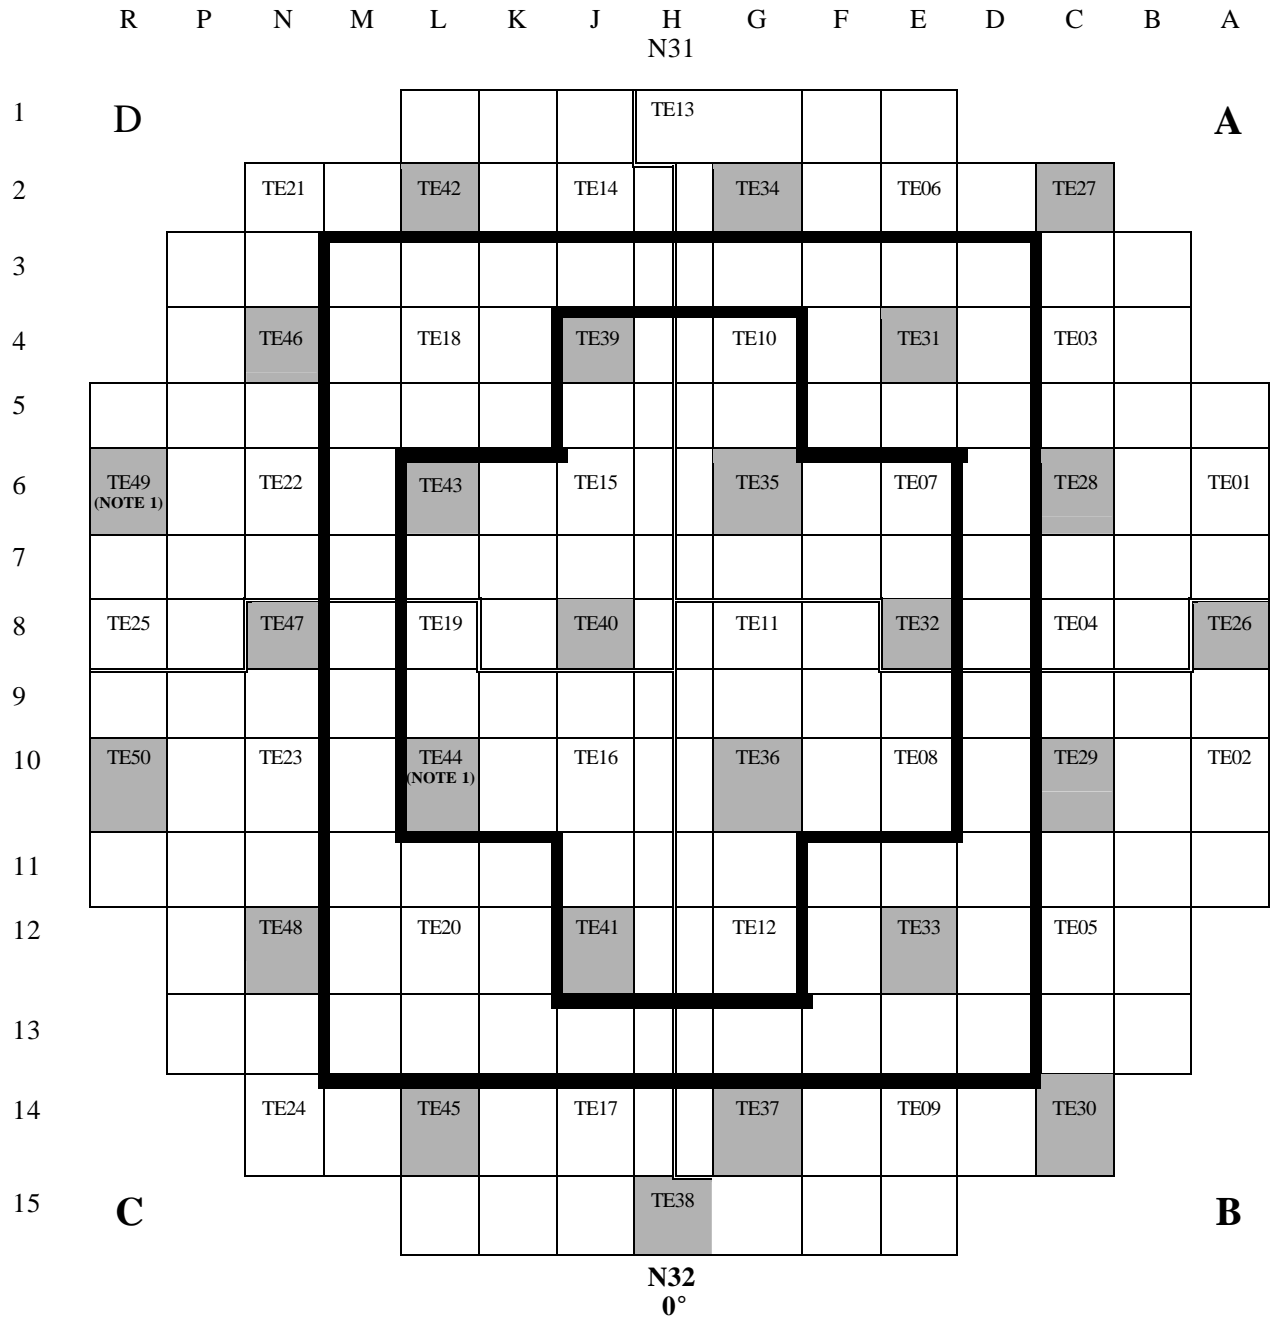 R P N M L K J H G F E D C B A
N31
1 D TE13 A
2 TE21 TE42 TE14 TE34 TE06 TE27
3
4 TE46 TE18 TE39 TE10 TE31 TE03
5
6 TE49 TE22 TE43 TE15 TE35 TE07 TE28 TE01
(NOTE 1)
7
8 TE25 TE47 TE19 TE40 TE11 TE32 TE04 TE26
9
10 TE50 TE23 TE44 TE16 TE36 TE08 TE29 TE02
(NOTE 1)
11
12 TE48 TE20 TE41 TE12 TE33 TE05
13
14 TE24 TE45 TE17 TE37 TE09 TE30
15 C TE38 B
N32
0°